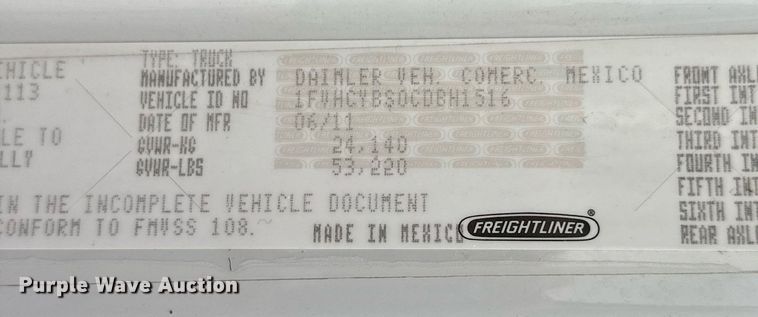 TYPE: TRUCK
EHICLE MANUFACTURED BY DAIMLER VEH. COMERC. MEXICO FRONT AXLE
113 VEHICLE ID NO 1FVHCYBS0CDBH1516 FIRST INT
DATE OF MFR 06/11 SECOND IN
LE TO GVWR-KG 24,140 THIRD INT
LLY GVWR-LBS 53,220 FOURTH IN
FIFTH INT
IN THE INCOMPLETE VEHICLE DOCUMENT SIXTH INT
CONFORM TO FMVSS 108. MADE IN MEXICO FREIGHTLINER® REAR AXLE
Purple Wave Auction